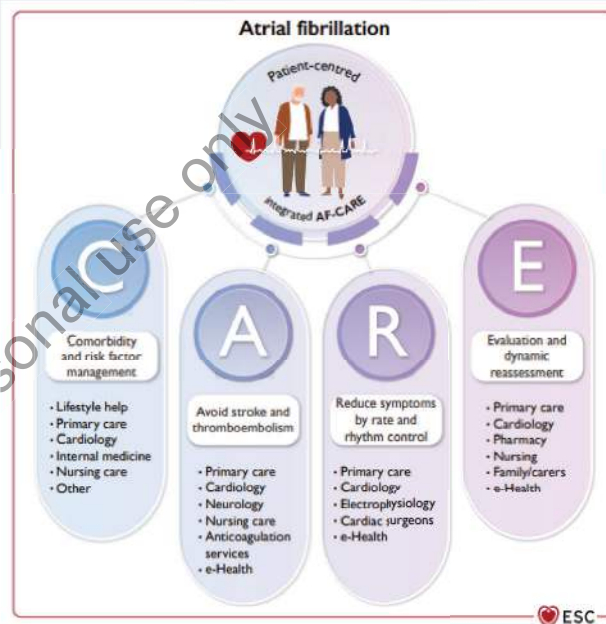 Atrial fibrillation
Patient-centred
integrated AF-CARE
C
Comorbidity
and risk factor
management
• Lifestyle help
• Primary care
• Cardiology
• Internal medicine
• Nursing care
• Other
A
Avoid stroke and
thromboembolism
• Primary care
• Cardiology
• Neurology
• Nursing care
• Anticoagulation
services
• e-Health
R
Reduce symptoms
by rate and
rhythm control
• Primary care
• Cardiology
• Electrophysiology
• Cardiac surgeons
• e-Health
E
Evaluation and
dynamic
reassessment
• Primary care
• Cardiology
• Pharmacy
• Nursing
• Family/carers
• e-Health
sonal use only
ESC